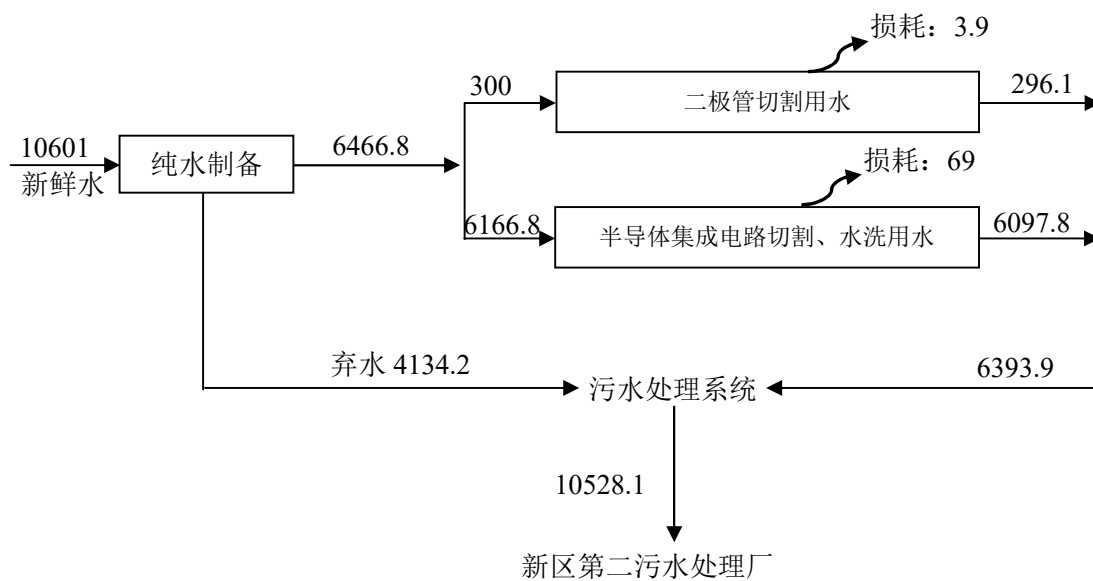 损耗：3.9
300
二极管切割用水
296.1
10601
新鲜水
纯水制备
6466.8
损耗：69
6166.8
半导体集成电路切割、水洗用水
6097.8
弃水 4134.2
污水处理系统
6393.9
10528.1
新区第二污水处理厂